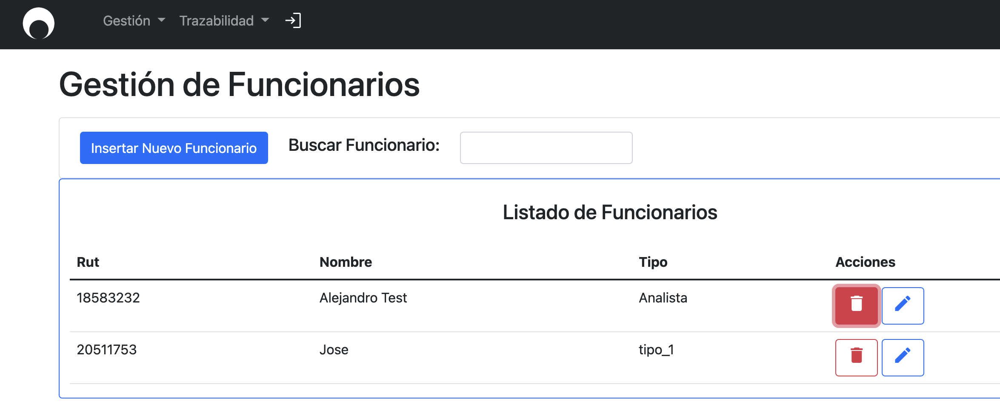 Gestión Trazabilidad
Gestión de Funcionarios
Insertar Nuevo Funcionario Buscar Funcionario:
Listado de Funcionarios
Rut Nombre Tipo Acciones
18583232 Alejandro Test Analista
20511753 Jose tipo_1